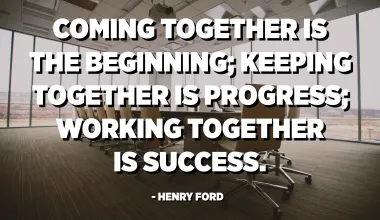 COMING TOGETHER IS
THE BEGINNING; KEEPING
TOGETHER IS PROGRESS;
WORKING TOGETHER
IS SUCCESS.
- HENRY FORD